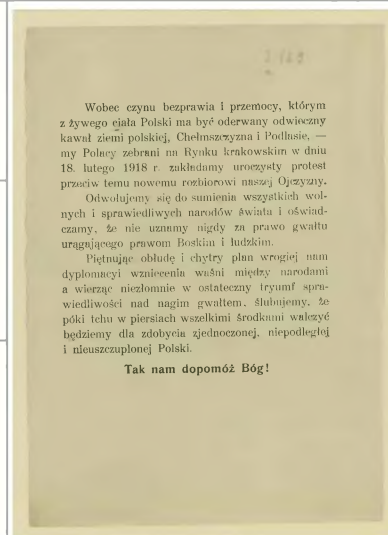 Wobec czynu bezprawia i przemocy, którym
z żywego ciała Polski ma być oderwany odwieczny
kawał ziemi polskiej, Chełmszczyzna i Podlasie, —
my Polacy zebrani na Rynku krakowskim w dniu
18. lutego 1918 r. zakładamy uroczysty protest
przeciw temu nowemu rozbiorowi naszej Ojczyzny.
Odwołujemy się do sumienia wszystkich wol-
nych i sprawiedliwych narodów świata i oświad-
czamy, że nie uznamy nigdy za prawo gwałtu
urągającego prawom Boskim i ludzkim.
Piętnując obłudę i chytry plan wrogiej nam
dyplomacyi wzniecenia waśni między narodami
a wierząc niezłomnie w ostateczny tryumf spra-
wiedliwości nad nagim gwałtem, ślubujemy, że
póki tchu w piersiach wszelkimi środkami walczyć
będziemy dla zdobycia zjednoczonej, niepodległej
i nieuszczuplonej Polski.
Tak nam dopomóż Bóg!